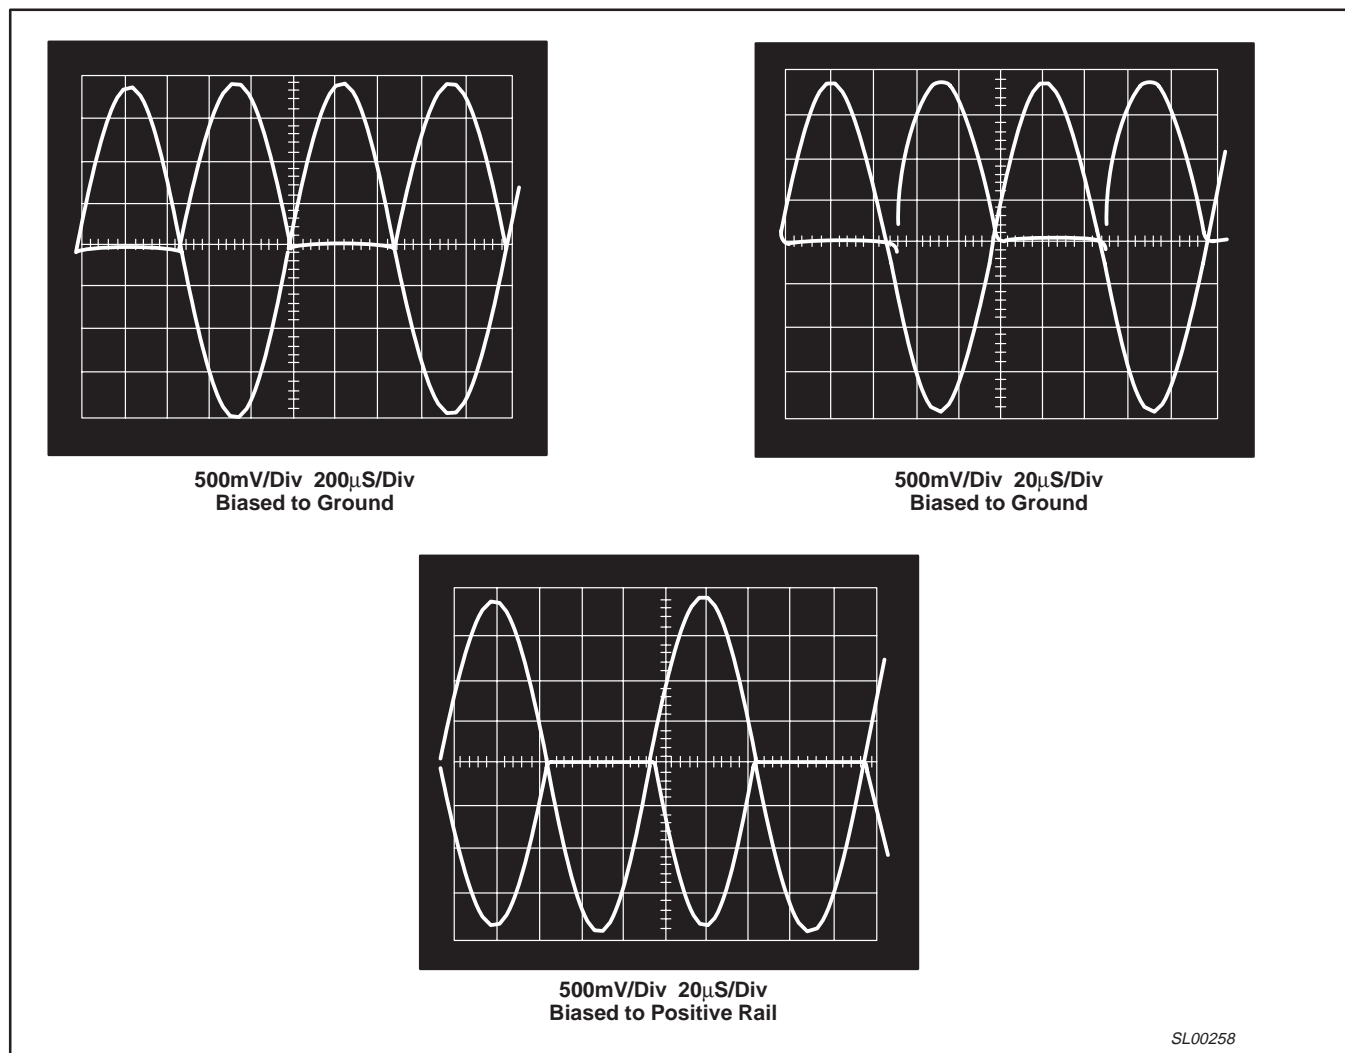 500mV/Div 200μS/Div
Biased to Ground
500mV/Div 20μS/Div
Biased to Ground
500mV/Div 20μS/Div
Biased to Positive Rail
SL00258